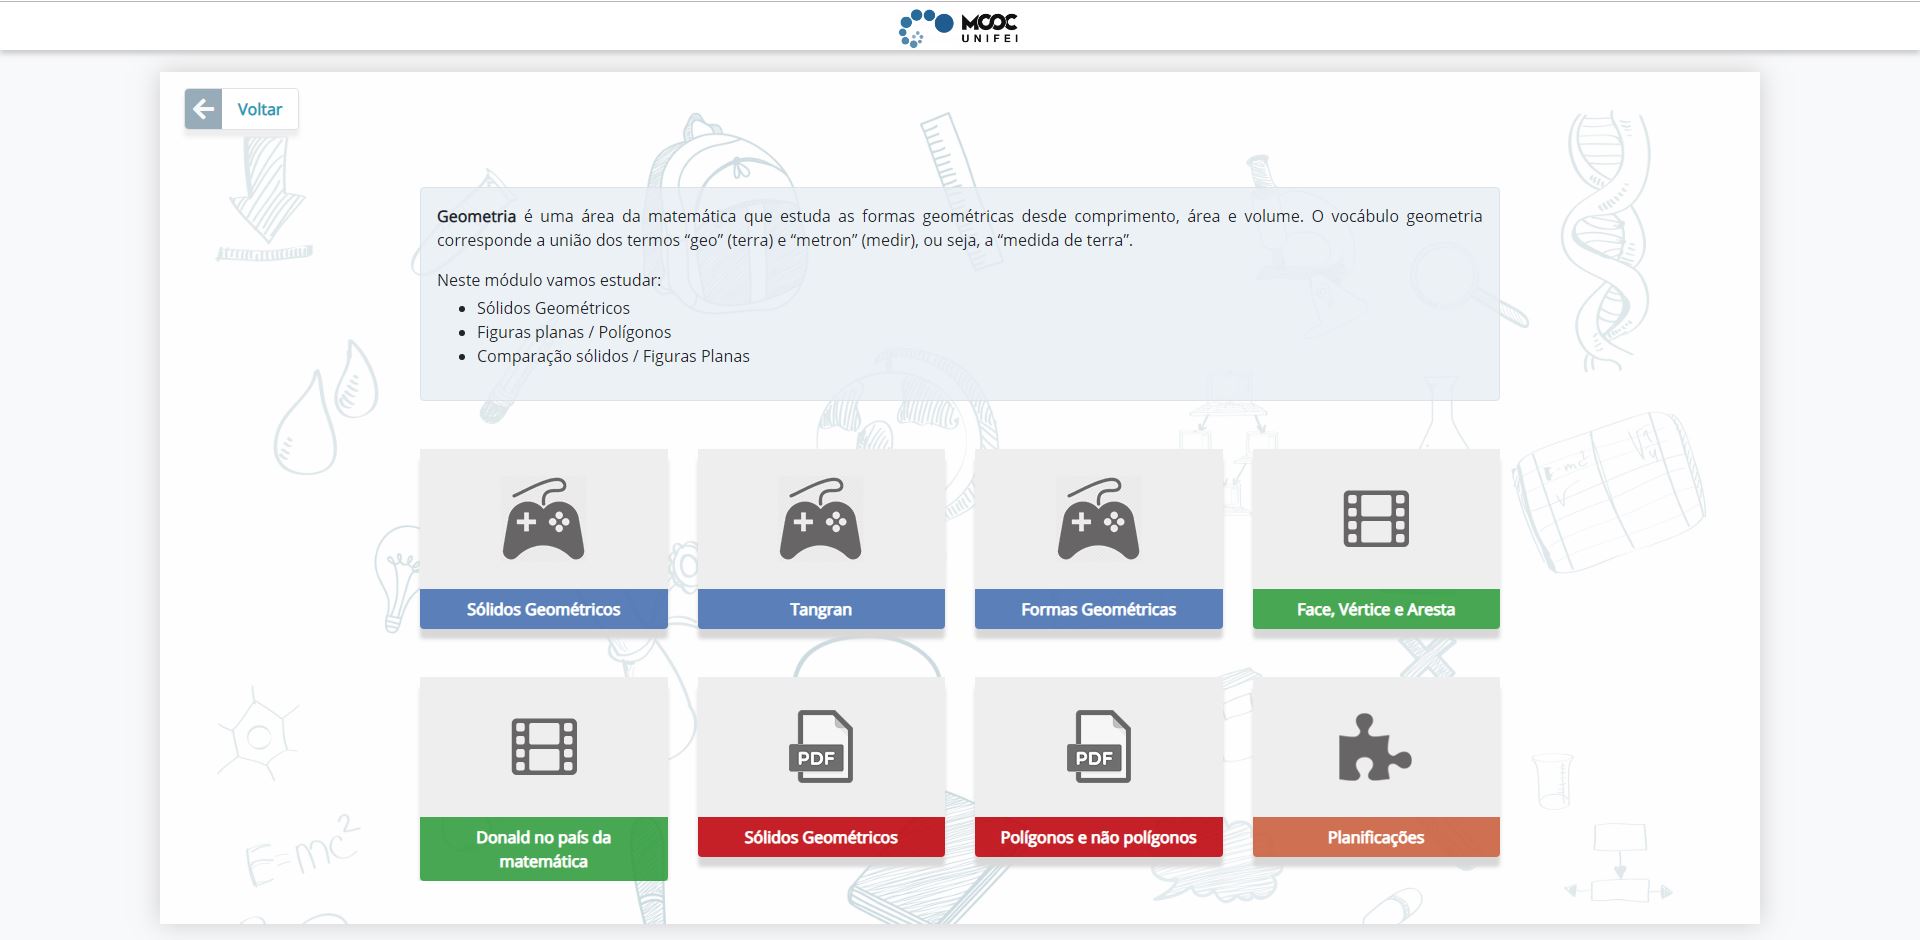 MOOC
UNIFEI
Voltar
Geometria é uma área da matemática que estuda as formas geométricas desde comprimento, área e volume. O vocábulo geometria
corresponde a união dos termos “geo” (terra) e “metron” (medir), ou seja, a “medida de terra”.
Neste módulo vamos estudar:
Sólidos Geométricos
Figuras planas / Polígonos
Comparação sólidos / Figuras Planas
Sólidos Geométricos
Tangran
Formas Geométricas
Face, Vértice e Aresta
PDF
PDF
Donald no país da
matemática
Sólidos Geométricos
Polígonos e não polígonos
Planificações
E=mc²